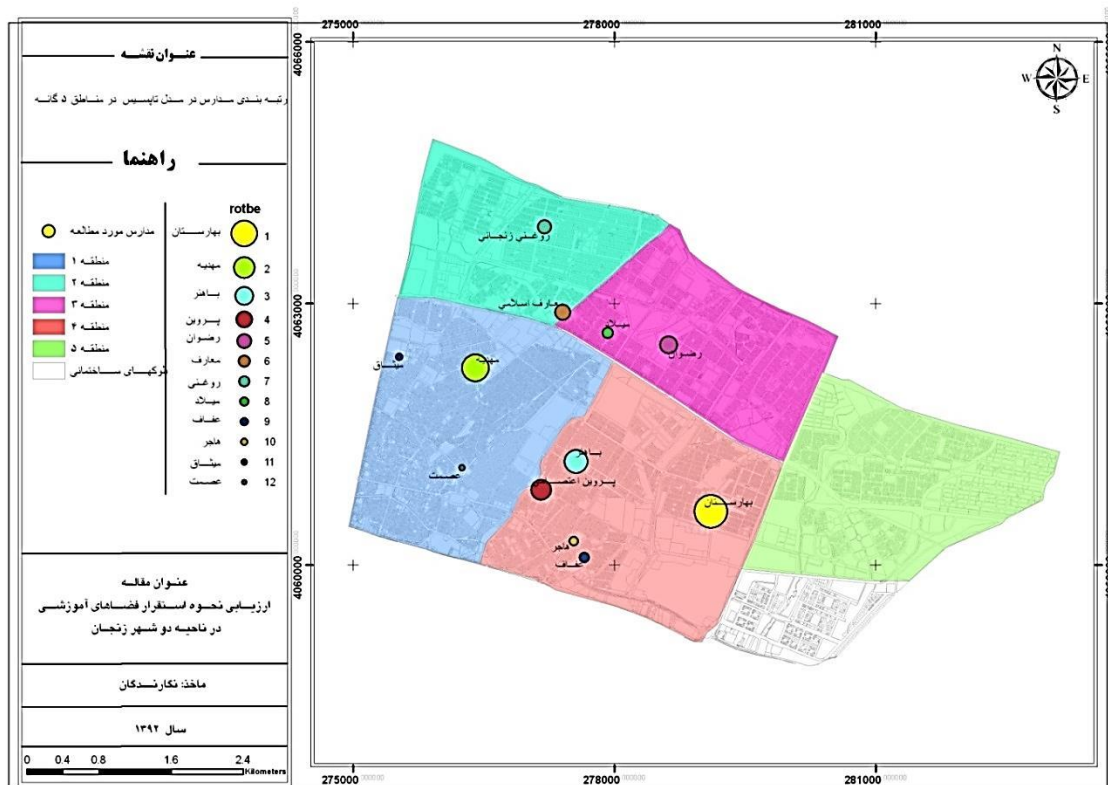 عنوان نقشه
رتبه بندی مدارس در مدل تاپسیس در مناطق ۵ گانه
راهنما
مدارس مورد مطالعه
منطقه ۱
منطقه ۲
منطقه ۳
منطقه ۴
منطقه ۵
بلوکهای ساختمانی
rotbe
بهارستان 1
مهدیه 2
باهنر 3
پروین 4
رضوان 5
معارف 6
روغنی 7
میلاد 8
عفاف 9
هاجر 10
میثاق 11
عصمت 12
عنوان مقاله
ارزیابی نحوه استقرار فضاهای آموزشی
در ناحیه دو شهر زنجان
ماخذ: نگارندگان
سال ۱۳۹۲
0 0.4 0.8 1.6 2.4
Kilometers
275000 278000 281000
4066000
4063000
4060000
N
W E
S
روغنی زنجانی
معارف اسلامی
میلاد
رضوان
میثاق
مهدیه
باهنر
عصمت
پروین اعتصامی
بهارستان
هاجر
عفاف
275000 278000 281000